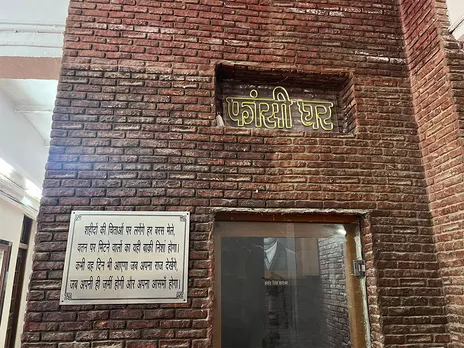 फांसी घर
शहीदों की चिताओं पर लगेंगे हर बरस मेले,
वतन पर मिटने वालों का यही बाकी निशां होगा।
कभी वह दिन भी आएगा जब अपना राज देखेंगे,
जब अपनी ही जमीं होगी और अपना आसमां होगा।